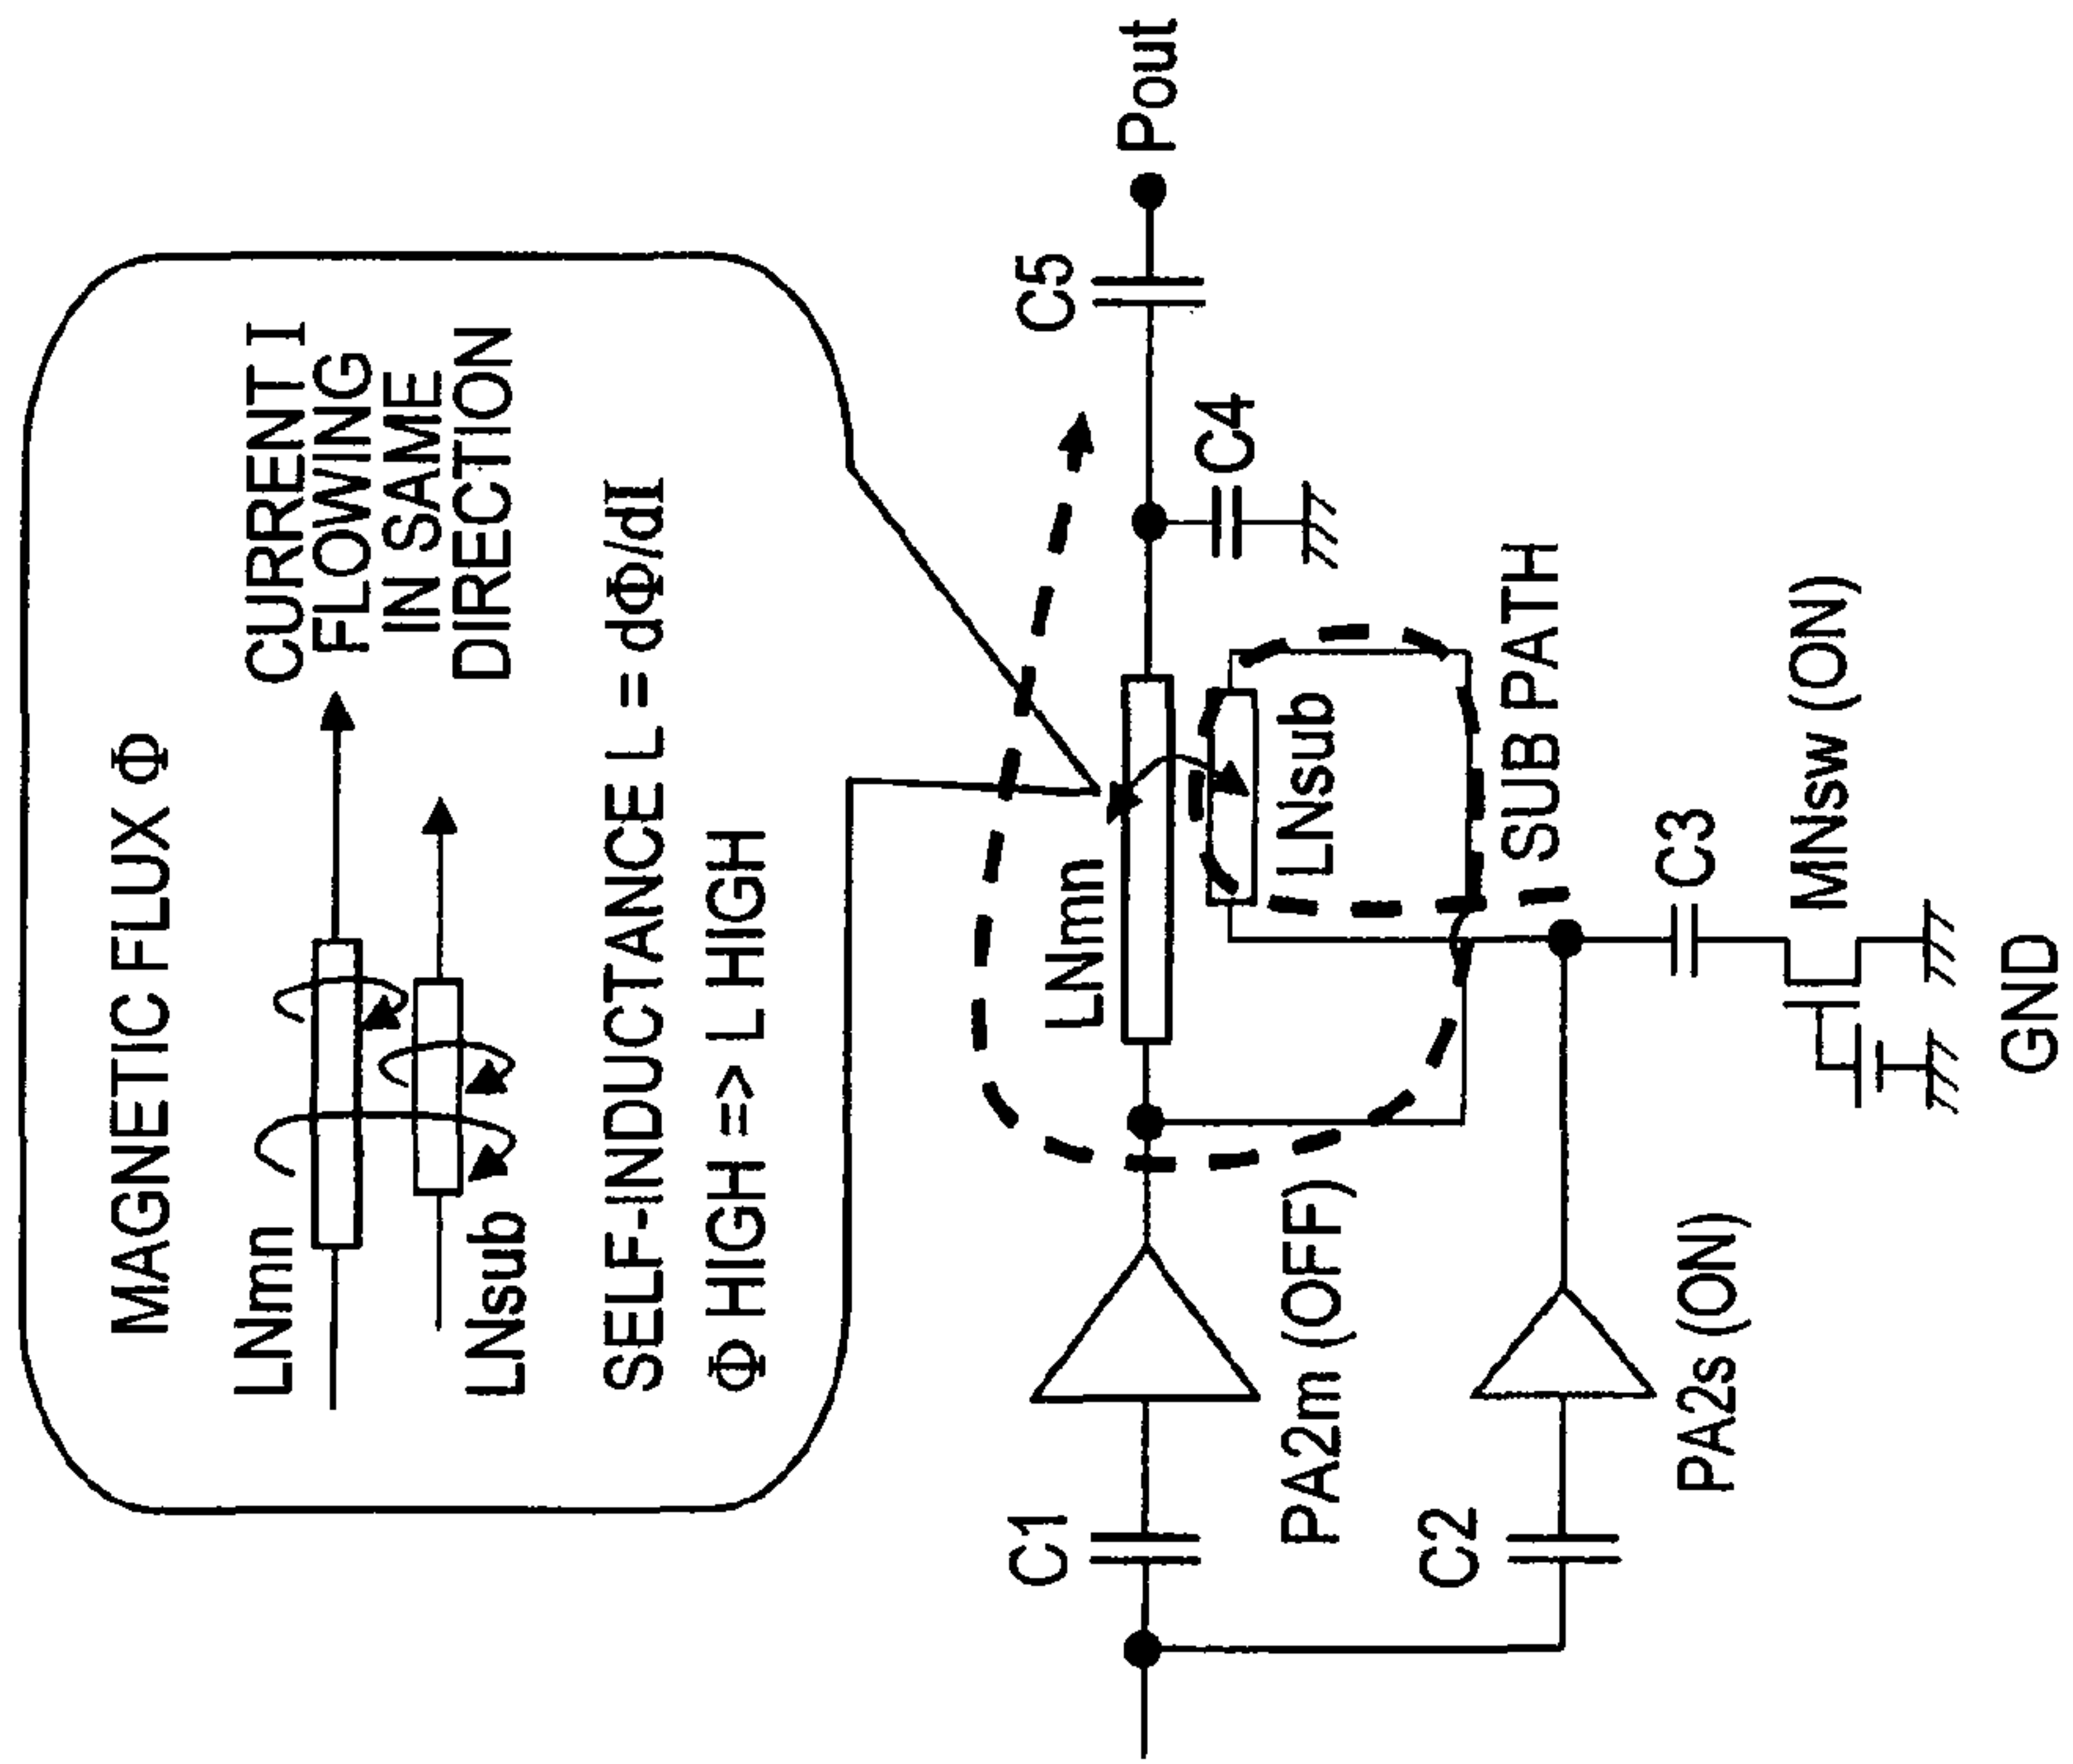 MAGNETIC FLUX Φ
LNmn
LNsub
CURRENT I
FLOWING
IN SAME
DIRECTION
SELF-INDUCTANCE L = dΦ/dI
Φ HIGH => L HIGH
C1
LNmn
C5
Pout
LNsub
C4
PA2m (OFF)
C2
SUB PATH
C3
PA2s (ON)
MNsw (ON)
GND